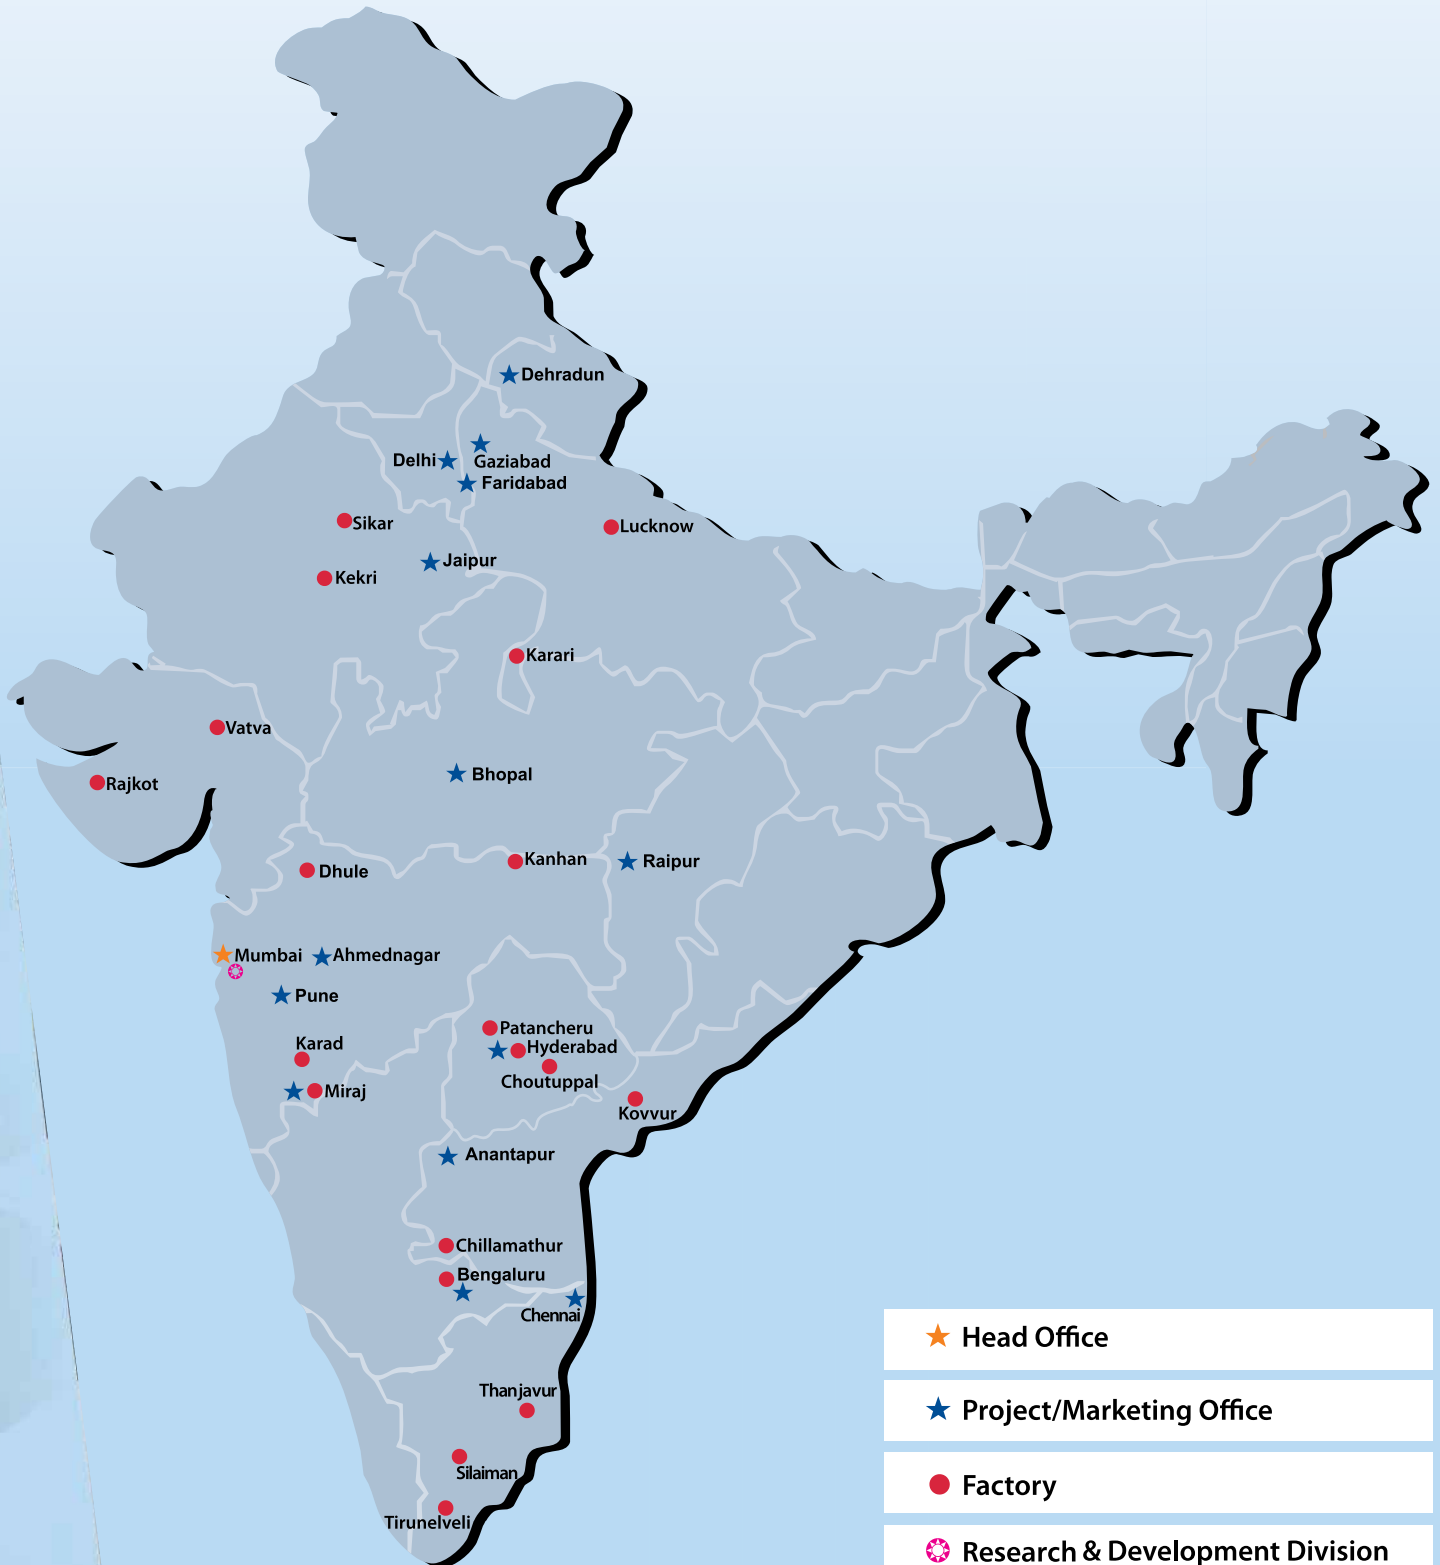 Dehradun
Delhi
Gaziabad
Faridabad
Sikar
Lucknow
Jaipur
Kekri
Karari
Vatva
Bhopal
Rajkot
Kanhan
Raipur
Dhule
Mumbai
Ahmednagar
Pune
Patancheru
Karad
Hyderabad
Choutuppal
Miraj
Kovvur
Anantapur
Chillamathur
Bengaluru
Chennai
Thanjavur
Silaiman
Tirunelveli
Head Office
Project/Marketing Office
Factory
Research & Development Division